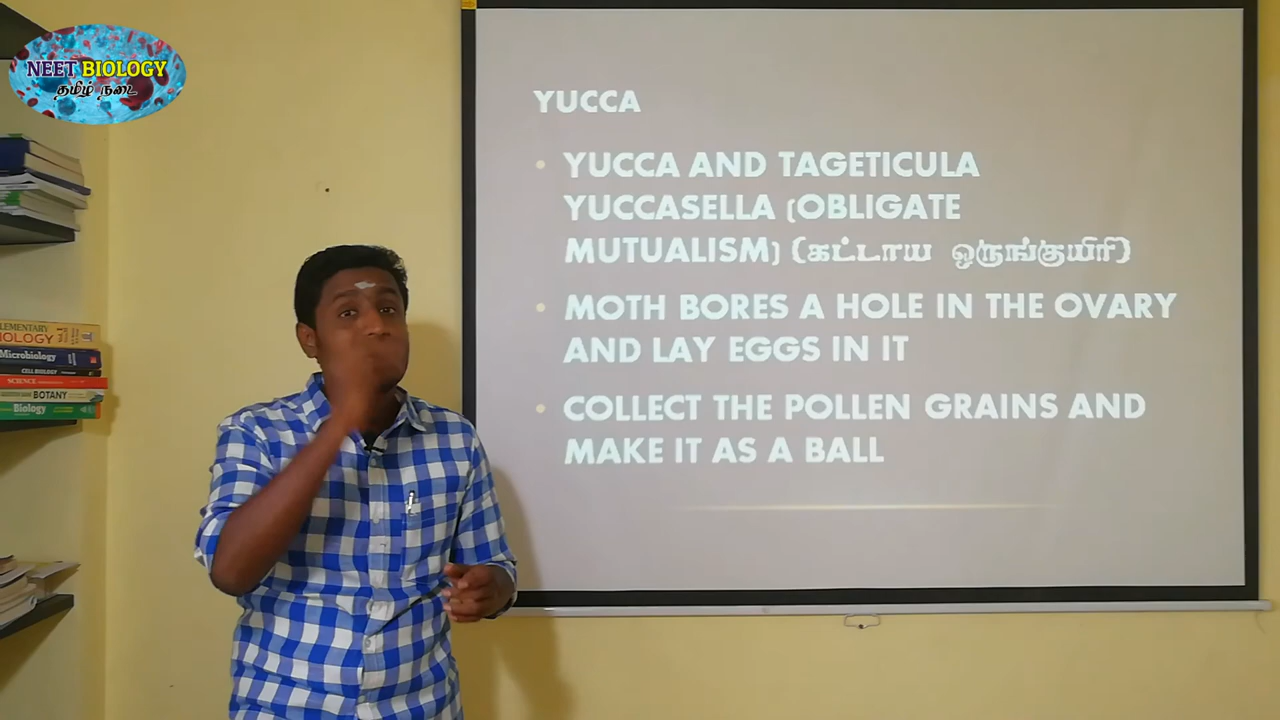 NEET BIOLOGY
தமிழ் நடை
YUCCA
• YUCCA AND TAGETICULA
YUCCASELLA (OBLIGATE
MUTUALISM) (கட்டாய ஒருங்குயிரி)
• MOTH BORES A HOLE IN THE OVARY
AND LAY EGGS IN IT
• COLLECT THE POLLEN GRAINS AND
MAKE IT AS A BALL
ELEMENTARY
BIOLOGY
Microbiology
CELL BIOLOGY
SCIENCE
BOTANY
Biology